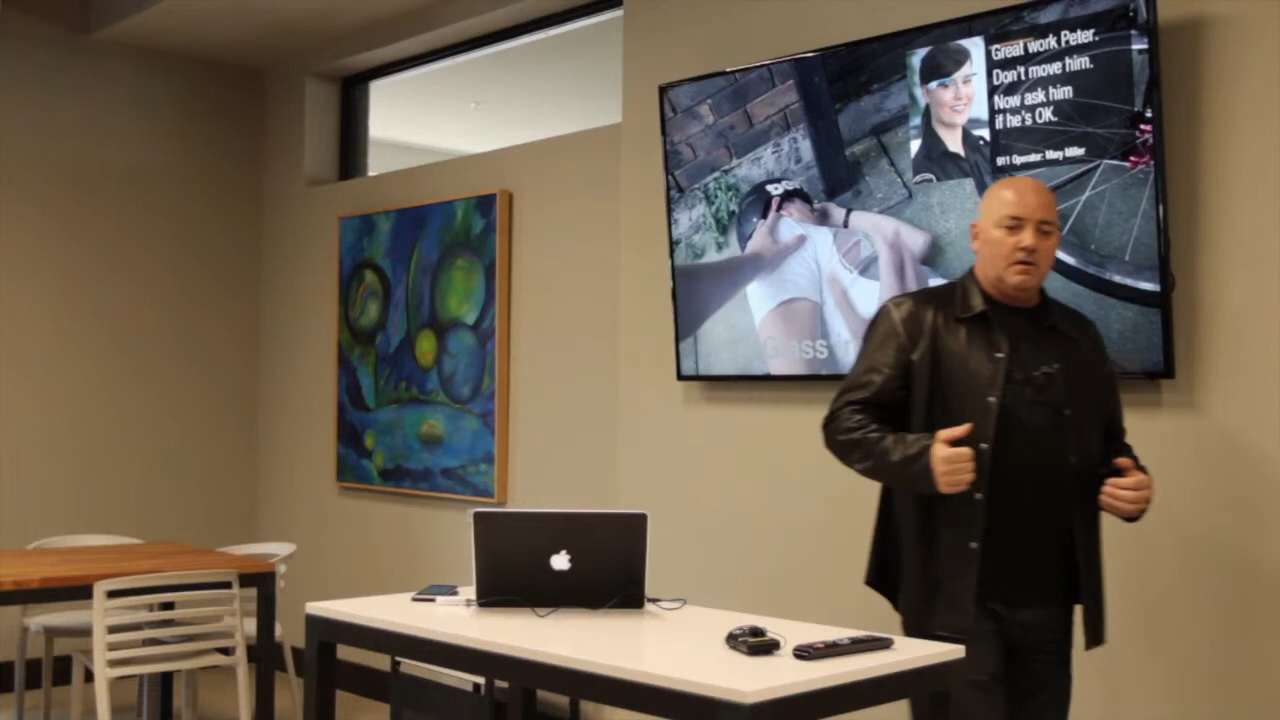 Great work Peter.
Don't move him.
Now ask him
if he's OK.
911 Operator: Mary Miller